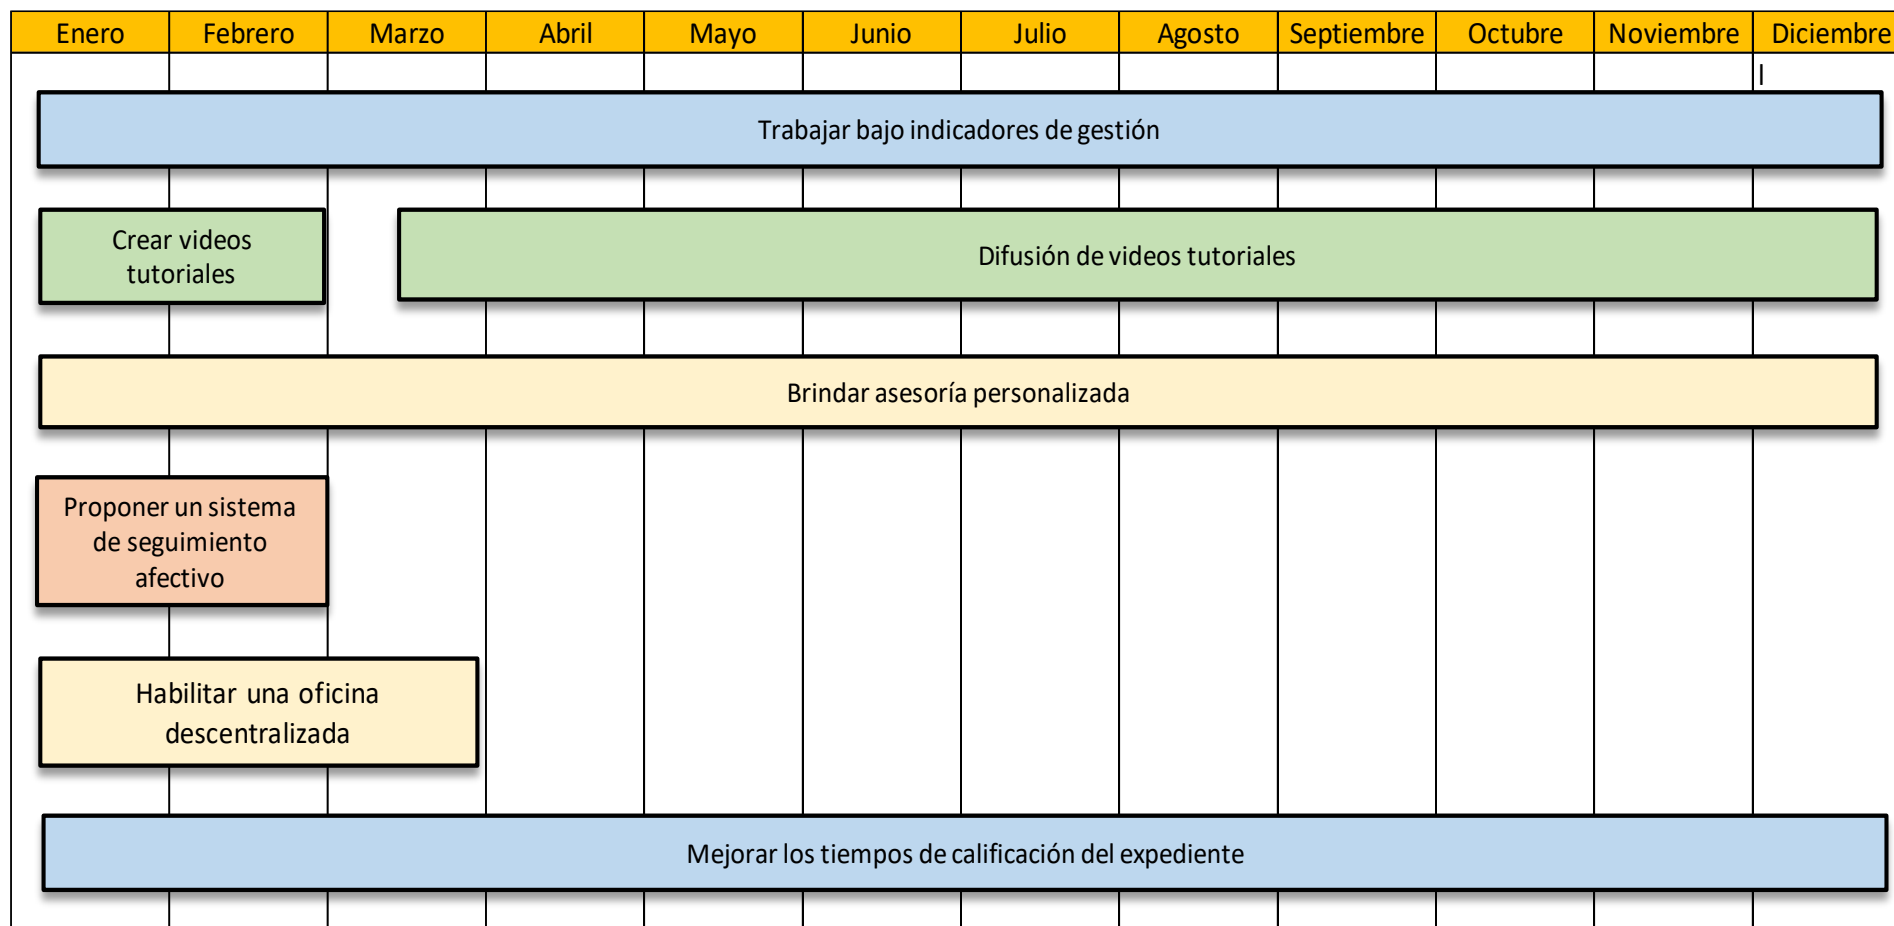 Enero Febrero Marzo Abril Mayo Junio Julio Agosto Septiembre Octubre Noviembre Diciembre
l
Trabajar bajo indicadores de gestión
Crear videos
tutoriales
Difusión de videos tutoriales
Brindar asesoría personalizada
Proponer un sistema
de seguimiento
afectivo
Habilitar una oficina
descentralizada
Mejorar los tiempos de calificación del expediente